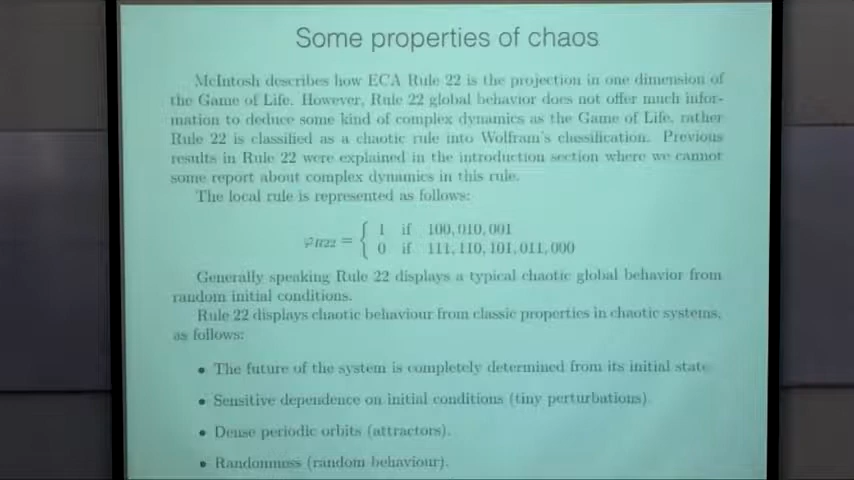 Some properties of chaos
McIntosh describes how ECA Rule 22 is the projection in one dimension of
the Game of Life. However, Rule 22 global behavior does not offer much infor-
mation to deduce some kind of complex dynamics as the Game of Life, rather
Rule 22 is classified as a chaotic rule into Wolfram's classification. Previous
results in Rule 22 were explained in the introduction section where we cannot
some report about complex dynamics in this rule.
The local rule is represented as follows:
φR22 = { 1 if 100, 010, 001
0 if 111, 110, 101, 011, 000
Generally speaking Rule 22 displays a typical chaotic global behavior from
random initial conditions.
Rule 22 displays chaotic behaviour from classic properties in chaotic systems,
as follows:
• The future of the system is completely determined from its initial state
• Sensitive dependence on initial conditions (tiny perturbations).
• Dense periodic orbits (attractors).
• Randomness (random behaviour).